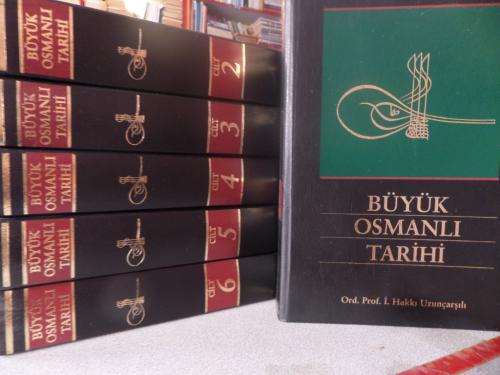 BÜYÜK
OSMANLI
TARİHİ
CİLT
2
BÜYÜK
OSMANLI
TARİHİ
CİLT
3
BÜYÜK
OSMANLI
TARİHİ
CİLT
4
BÜYÜK
OSMANLI
TARİHİ
CİLT
5
BÜYÜK
OSMANLI
TARİHİ
CİLT
6
BÜYÜK
OSMANLI
TARİHİ
Ord. Prof. İ. Hakkı Uzunçarşılı